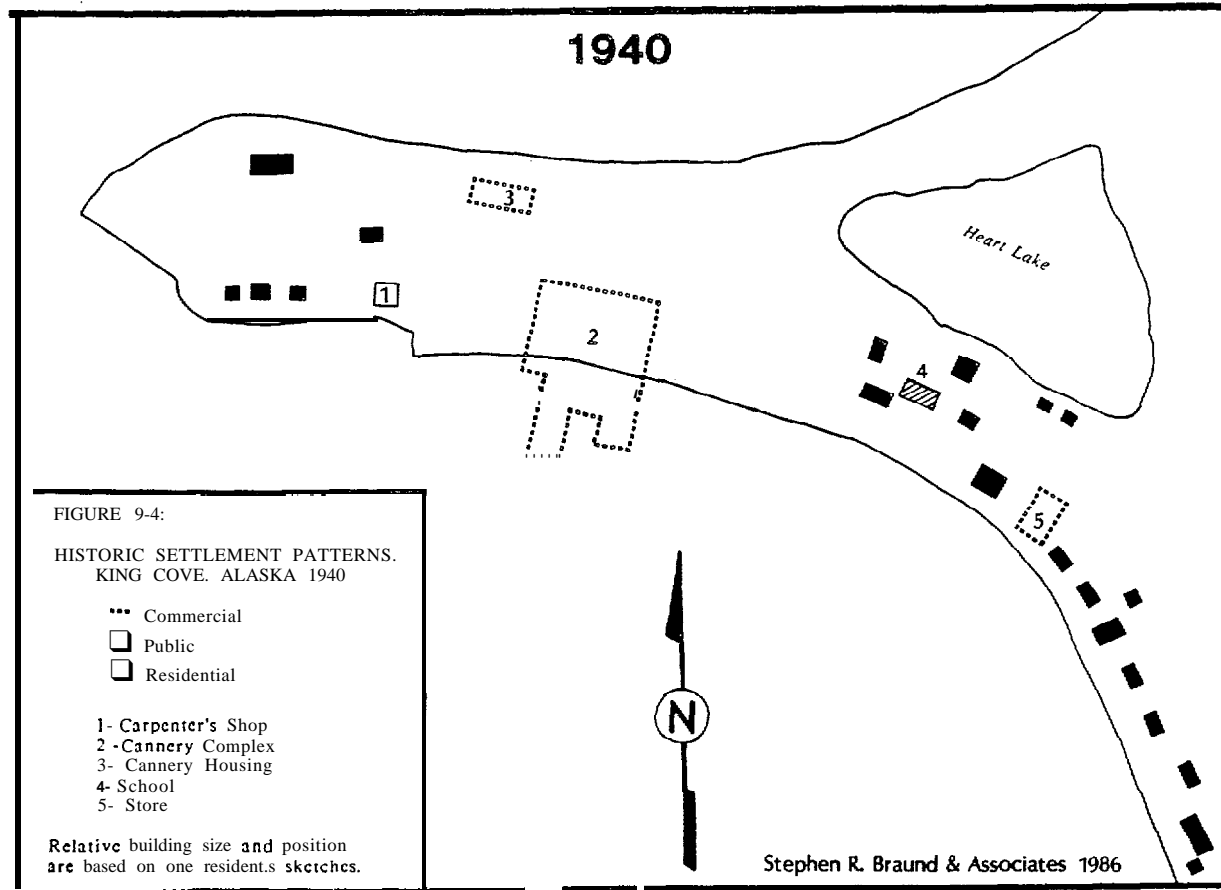 1940
3
Heart Lake
1
2
4
5
FIGURE 9-4:
HISTORIC SETTLEMENT PATTERNS.
KING COVE. ALASKA 1940
Commercial
Public
Residential
1- Carpenter's Shop
2 -Cannery Complex
3- Cannery Housing
4- School
5- Store
Relative building size and position
are based on one resident.s sketches.
N
Stephen R. Braund & Associates 1986